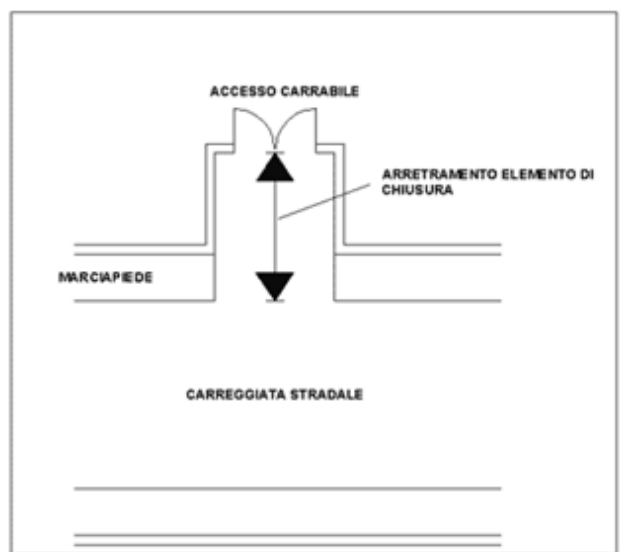 ACCESSO CARRABILE
ARRETRAMENTO ELEMENTO DI
CHIUSURA
MARCIAPIEDE
CARREGGIATA STRADALE